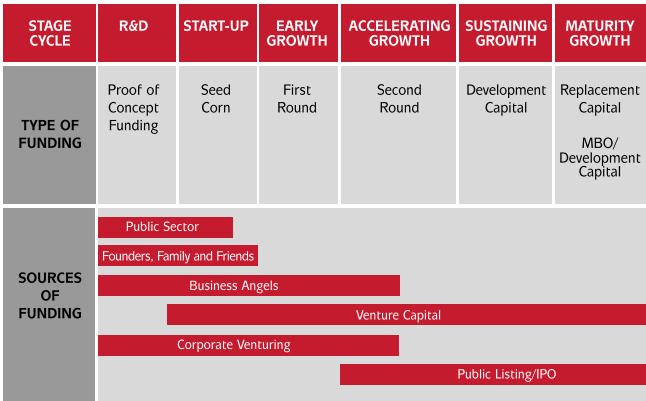 STAGE
CYCLE
R&D
START-UP
EARLY
GROWTH
ACCELERATING
GROWTH
SUSTAINING
GROWTH
MATURITY
GROWTH
TYPE OF
FUNDING
Proof of
Concept
Funding
Seed
Corn
First
Round
Second
Round
Development
Capital
Replacement
Capital
MBO/
Development
Capital
SOURCES
OF
FUNDING
Public Sector
Founders, Family and Friends
Business Angels
Venture Capital
Corporate Venturing
Public Listing/IPO